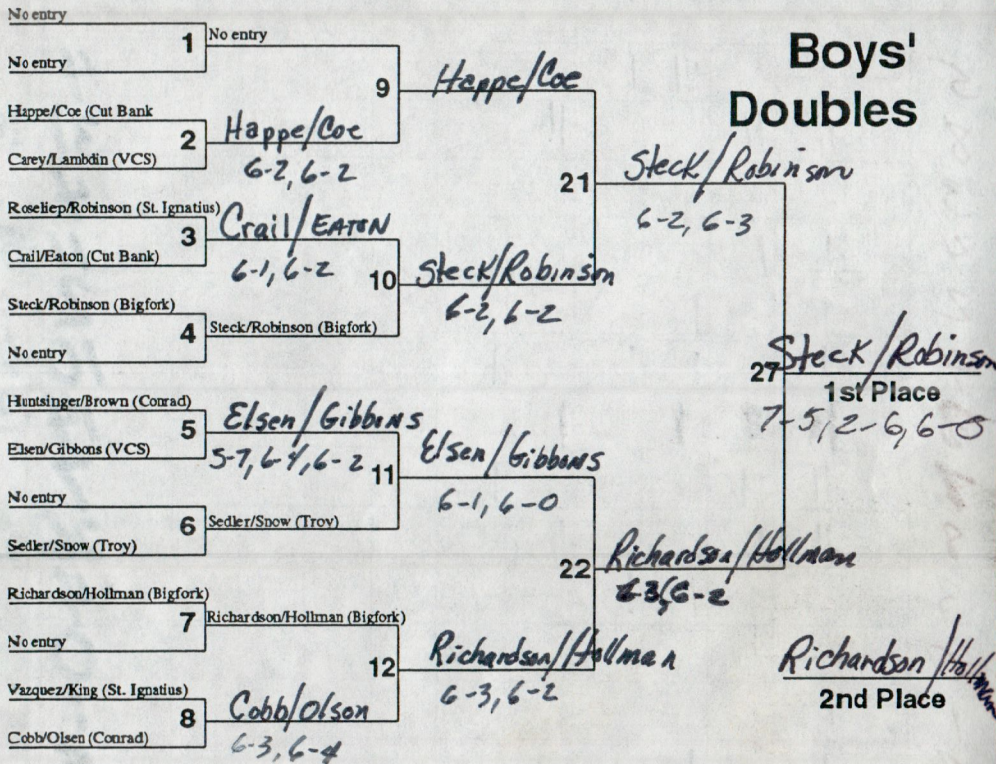 Boys'
Doubles
No entry
1
No entry
No entry
9
Happe/Coe
Happe/Coe (Cut Bank
2
Happe/Coe
6-2, 6-2
Carey/Lambdin (VCS)
21
Steck/Robinson
6-2, 6-3
Roseliep/Robinson (St. Ignatius)
3
Crail/EATON
6-1, 6-2
Crail/Eaton (Cut Bank)
10
Steck/Robinson
6-2, 6-2
Steck/Robinson (Bigfork)
4
Steck/Robinson (Bigfork)
No entry
27
Steck/Robinson
1st Place
7-5, 2-6, 6-0
Huntsinger/Brown (Conrad)
5
Elsen/Gibbons
5-7, 6-4, 6-2
Elsen/Gibbons (VCS)
11
Elsen/Gibbons
6-1, 6-0
No entry
6
Sedler/Snow (Troy)
Sedler/Snow (Troy)
22
Richardson/Hollman
6-3, 6-2
Richardson/Hollman (Bigfork)
7
Richardson/Hollman (Bigfork)
No entry
12
Richardson/Hollman
6-3, 6-2
Vazquez/King (St. Ignatius)
8
Cobb/Olson
6-3, 6-4
Cobb/Olsen (Conrad)
Richardson/Hollman
2nd Place